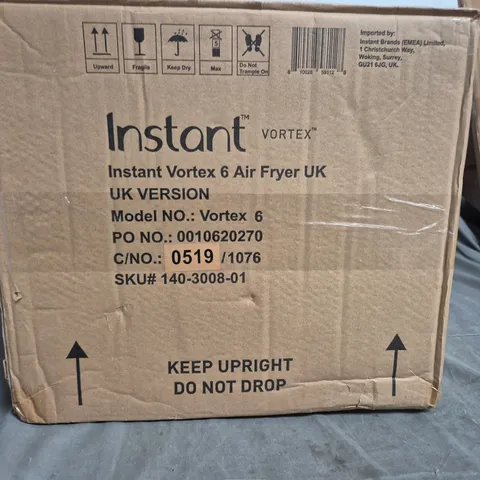 Upward
Fragile
Keep Dry
Max
Do Not
Trample On
Imported by:
Instant Brands (EMEA) Limited,
1 Christchurch Way,
Woking, Surrey,
GU21 6JG, UK.
Instant™ VORTEX™
Instant Vortex 6 Air Fryer UK
UK VERSION
Model NO.: Vortex 6
PO NO.: 0010620270
C/NO.: 0519 /1076
SKU# 140-3008-01
KEEP UPRIGHT
DO NOT DROP